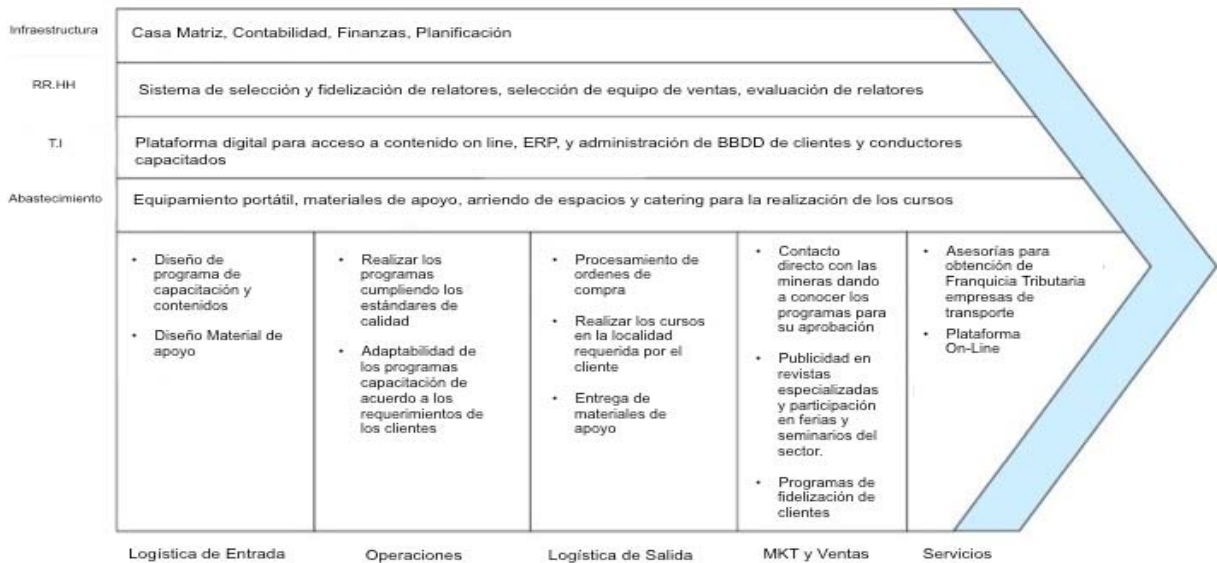 Infraestructura
Casa Matriz, Contabilidad, Finanzas, Planificación
RR.HH
Sistema de selección y fidelización de relatores, selección de equipo de ventas, evaluación de relatores
T.I
Plataforma digital para acceso a contenido on line, ERP, y administración de BBDD de clientes y conductores
capacitados
Abastecimiento
Equipamiento portátil, materiales de apoyo, arriendo de espacios y catering para la realización de los cursos
• Diseño de
programa de
capacitación y
contenidos
• Diseño Material de
apoyo
• Realizar los
programas
cumpliendo los
estándares de
calidad
• Adaptabilidad de
los programas
capacitación de
acuerdo a los
requerimientos de
los clientes
• Procesamiento de
ordenes de
compra
• Realizar los cursos
en la localidad
requerida por el
cliente
• Entrega de
materiales de
apoyo
• Contacto
directo con las
mineras dando
a conocer los
programas para
su aprobación
• Publicidad en
revistas
especializadas
y participación
en ferias y
seminarios del
sector.
• Programas de
fidelización de
clientes
• Asesorías para
obtención de
Franquicia Tributaria
empresas de
transporte
• Plataforma
On-Line
Logística de Entrada
Operaciones
Logística de Salida
MKT y Ventas
Servicios